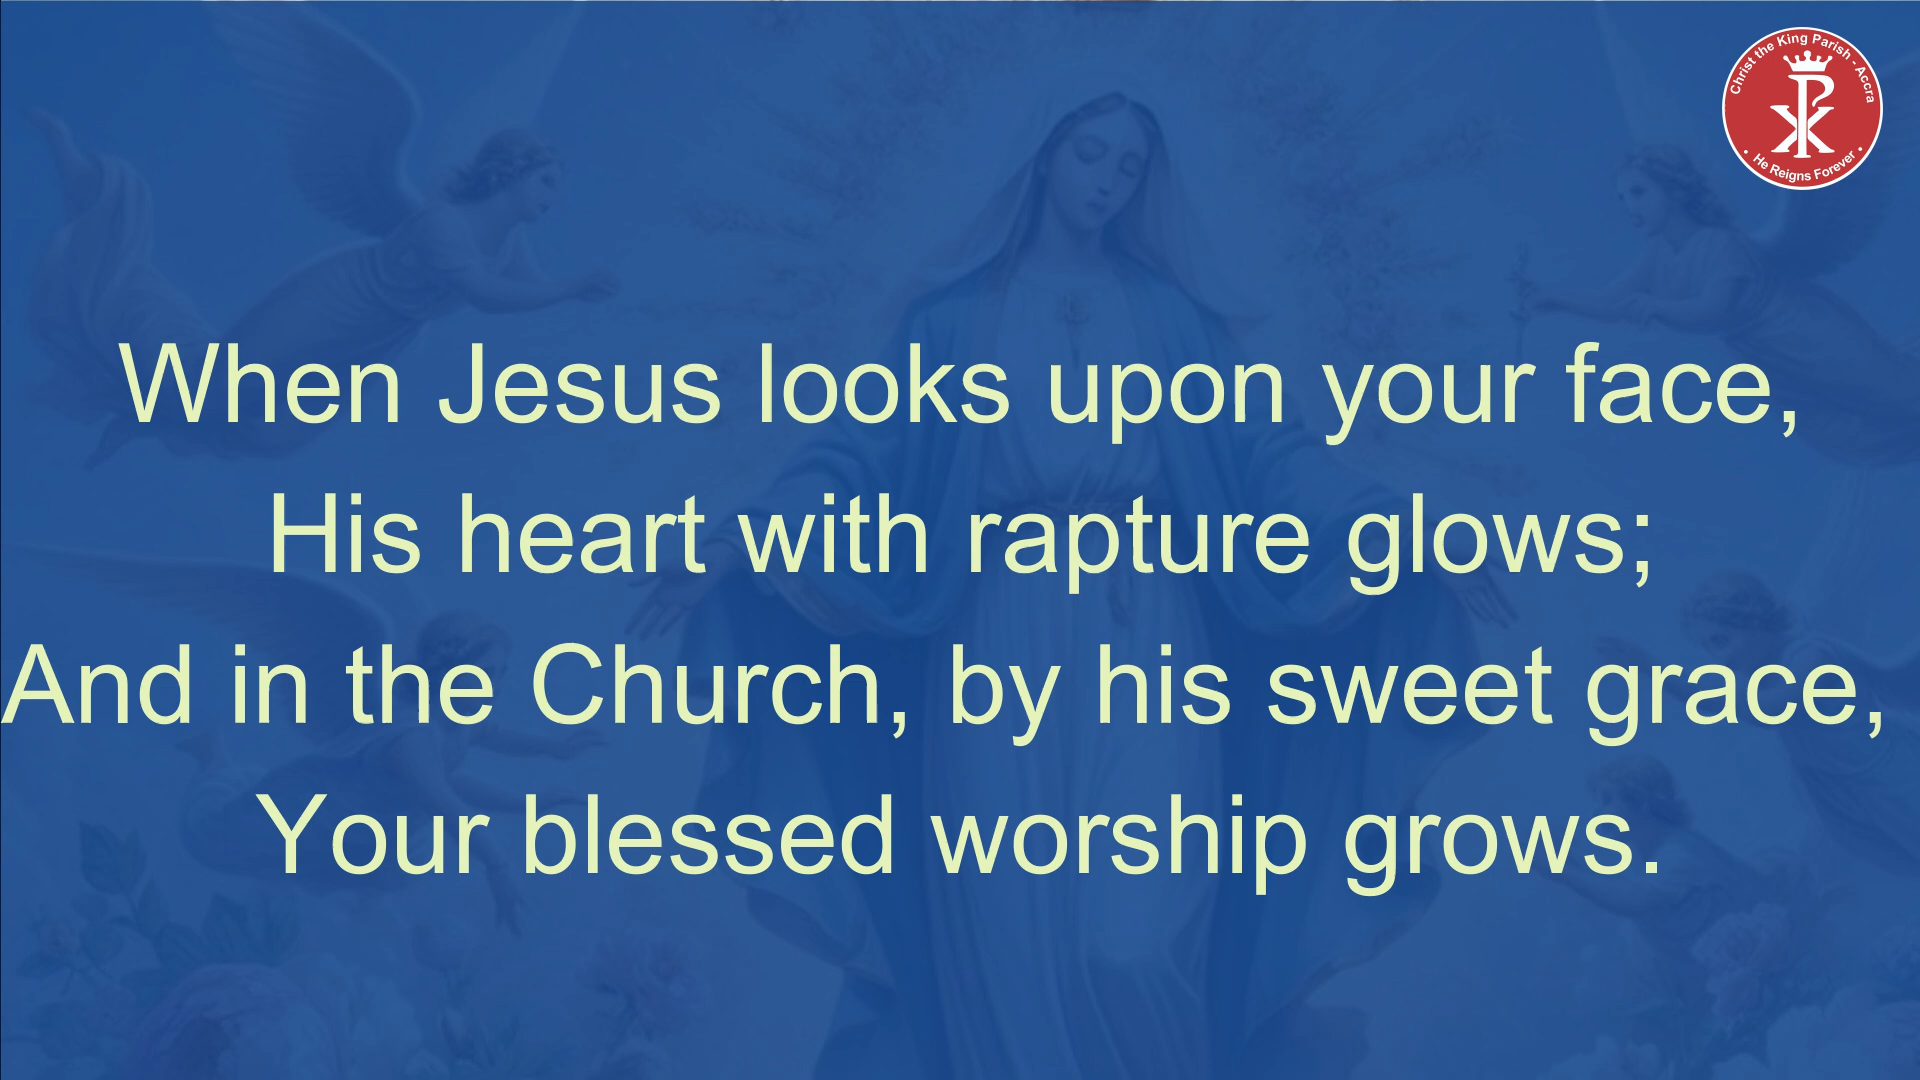 Christ the King Parish - Accra
He Reigns Forever
When Jesus looks upon your face,
His heart with rapture glows;
And in the Church, by his sweet grace,
Your blessed worship grows.